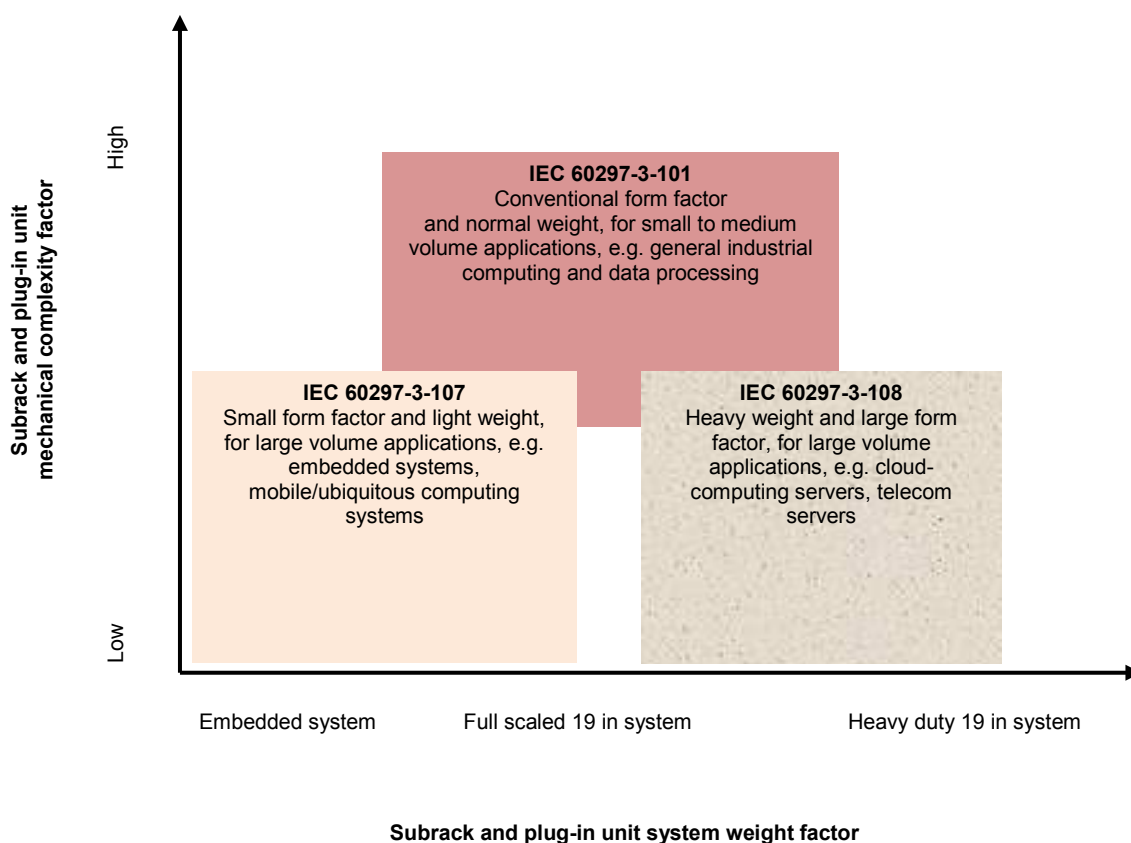 High
Subrack and plug-in unit
mechanical complexity factor
Low
IEC 60297-3-101
Conventional form factor
and normal weight, for small to medium
volume applications, e.g. general industrial
computing and data processing
IEC 60297-3-107
Small form factor and light weight,
for large volume applications, e.g.
embedded systems,
mobile/ubiquitous computing
systems
IEC 60297-3-108
Heavy weight and large form
factor, for large volume
applications, e.g. cloud-
computing servers, telecom
servers
Embedded system
Full scaled 19 in system
Heavy duty 19 in system
Subrack and plug-in unit system weight factor